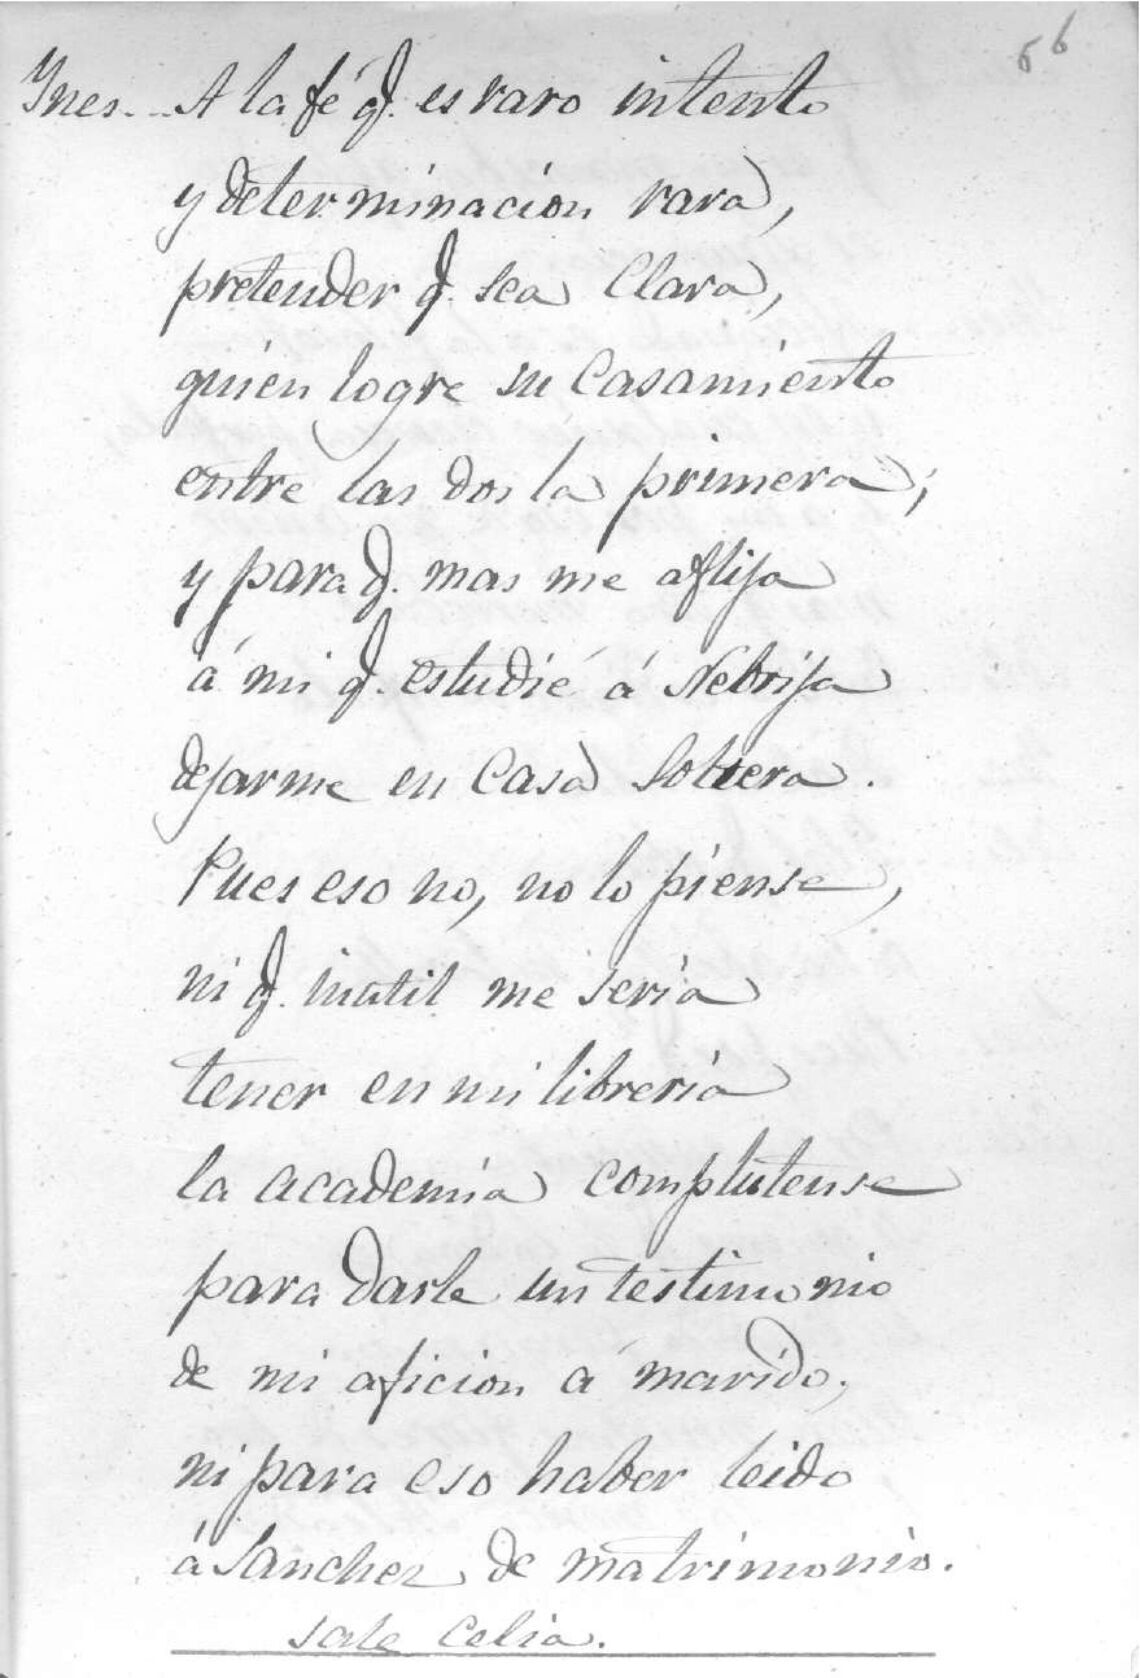 56
Ynes... A la fé q. es raro intento
y determinacion rara,
pretender q. sea Clara,
quien logre su Casamiento
entre las dos la primera;
y para q. mas me aflija
á mi q. estudié á Nebrija
dejarme en Casa Soltera.
Pues eso no, no lo piense,
ni q. inutil me seria
tener en mi libreria
la academia complutense
para darle un testimonio
de mi aficion á marido,
ni para eso haber leido
á Sanchez de matrimonio.
sale Celia.